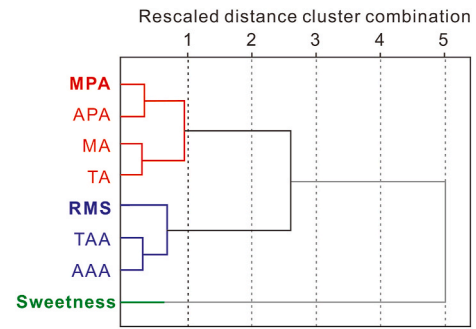 Rescaled distance cluster combination
1 2 3 4 5
MPA
APA
MA
TA
RMS
TAA
AAA
Sweetness